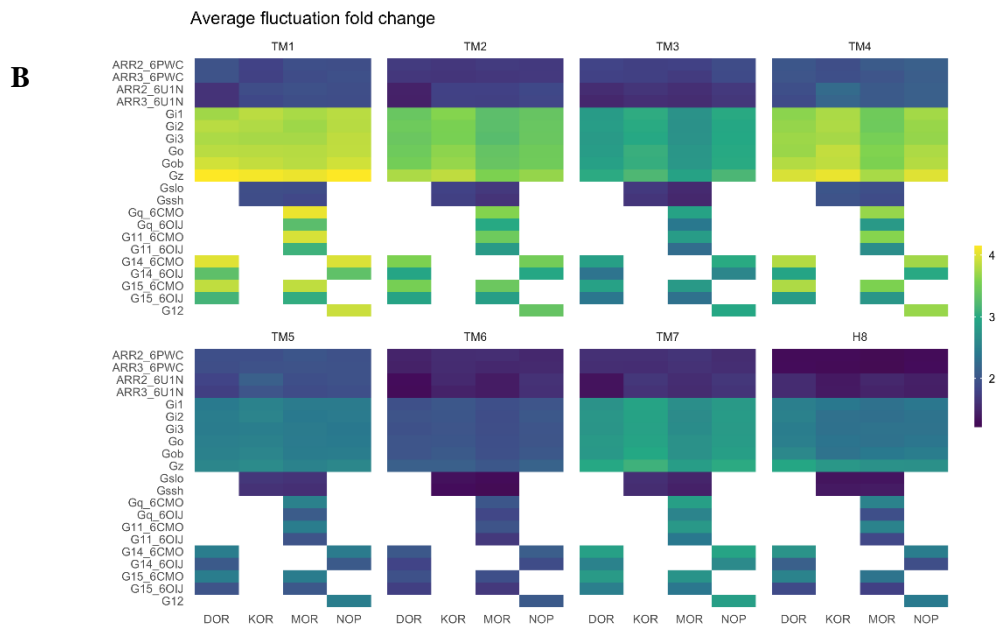 Average fluctuation fold change
B
TM1 TM2 TM3 TM4
ARR2_6PWC
ARR3_6PWC
ARR2_6U1N
ARR3_6U1N
Gi1
Gi2
Gi3
Go
Gob
Gz
Gslo
Gssh
Gq_6CMO
Gq_6OIJ
G11_6CMO
G11_6OIJ
G14_6CMO
G14_6OIJ
G15_6CMO
G15_6OIJ
G12
4
3
2
TM5 TM6 TM7 H8
ARR2_6PWC
ARR3_6PWC
ARR2_6U1N
ARR3_6U1N
Gi1
Gi2
Gi3
Go
Gob
Gz
Gslo
Gssh
Gq_6CMO
Gq_6OIJ
G11_6CMO
G11_6OIJ
G14_6CMO
G14_6OIJ
G15_6CMO
G15_6OIJ
G12
DOR KOR MOR NOP DOR KOR MOR NOP DOR KOR MOR NOP DOR KOR MOR NOP